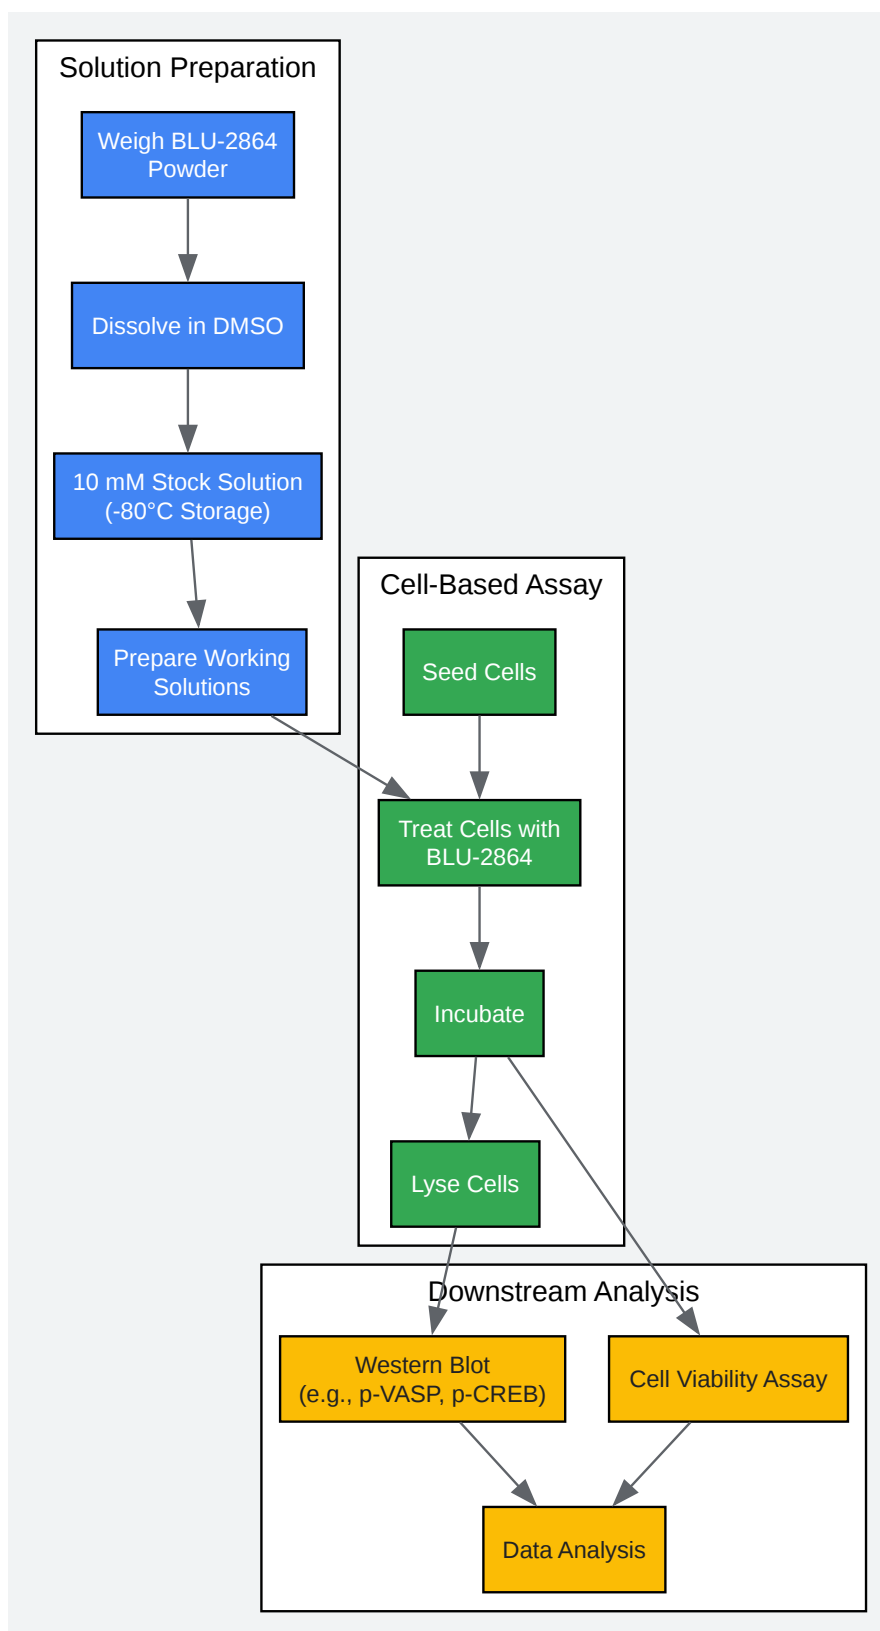 Solution Preparation
Weigh BLU-2864
Powder
Dissolve in DMSO
10 mM Stock Solution
(-80°C Storage)
Prepare Working
Solutions
Cell-Based Assay
Seed Cells
Treat Cells with
BLU-2864
Incubate
Lyse Cells
Downstream Analysis
Western Blot
(e.g., p-VASP, p-CREB)
Cell Viability Assay
Data Analysis